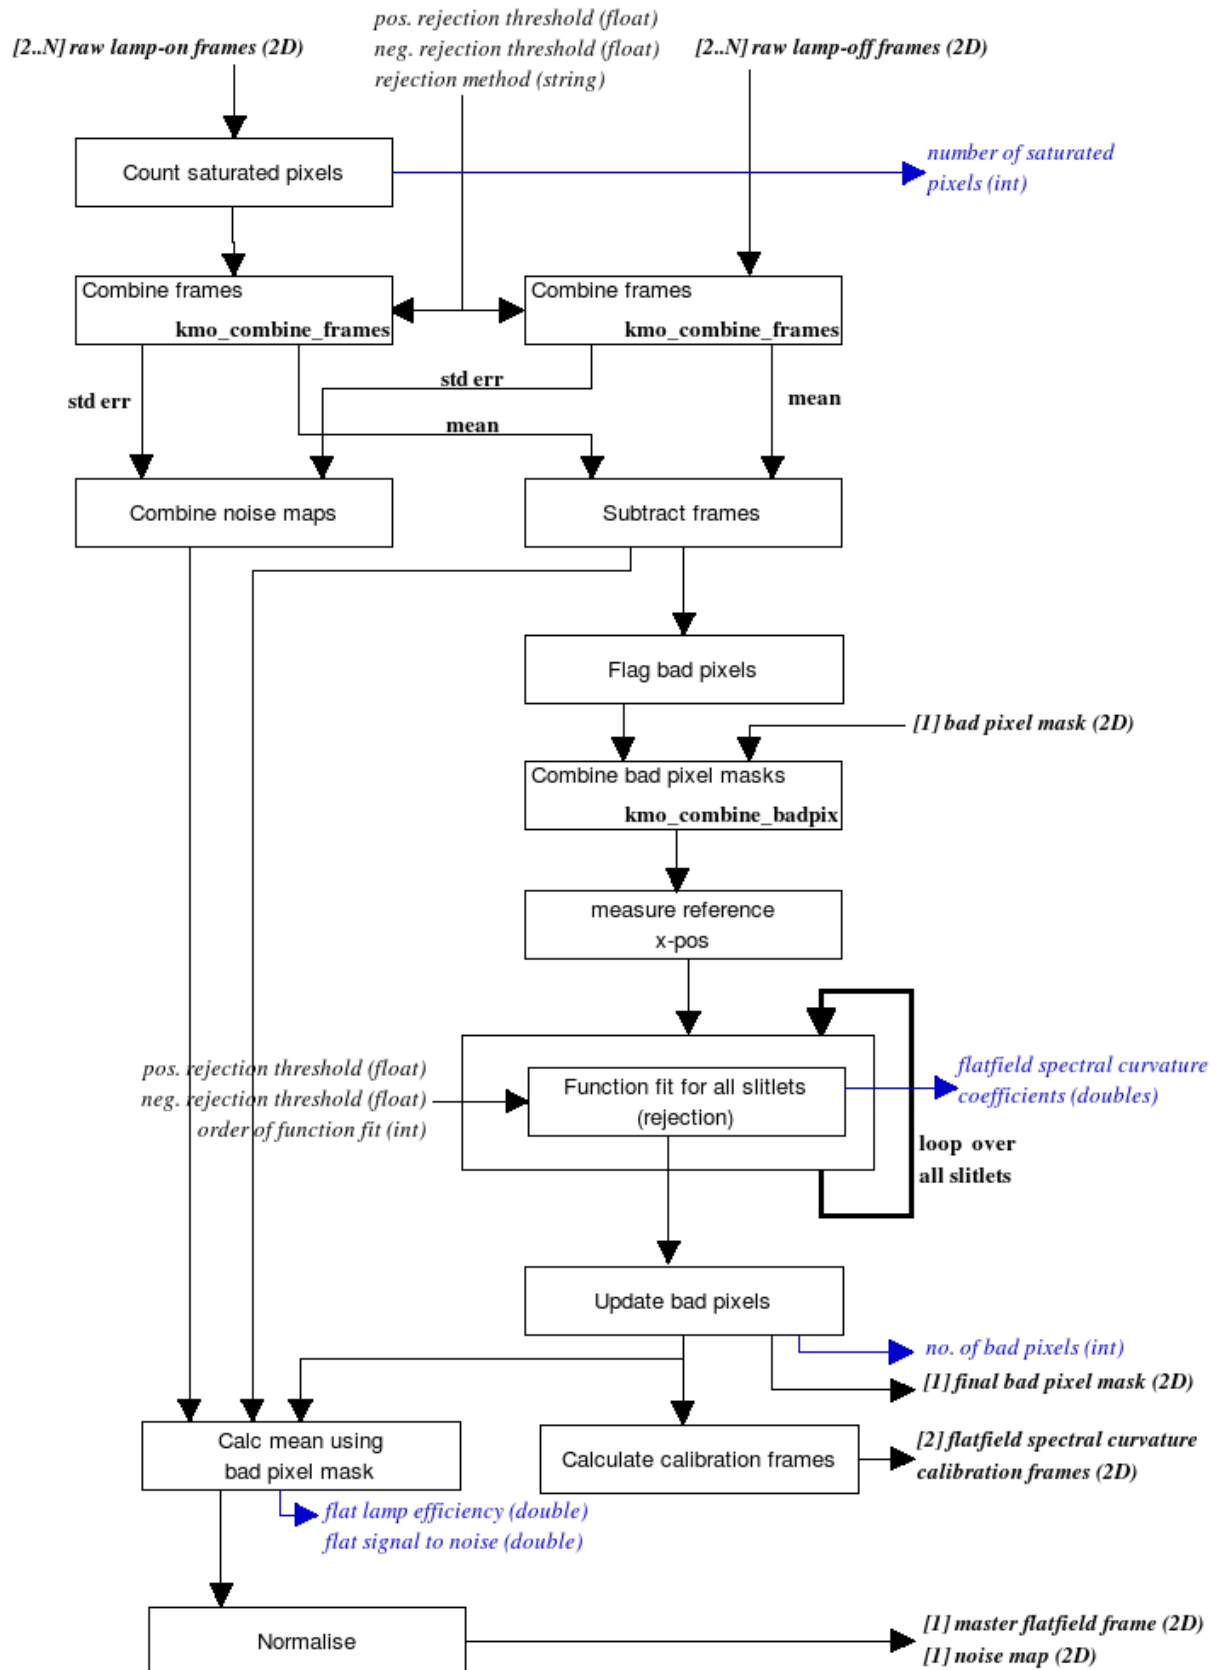 pos. rejection threshold (float)
neg. rejection threshold (float)
rejection method (string)
[2..N] raw lamp-on frames (2D)
[2..N] raw lamp-off frames (2D)
Count saturated pixels
number of saturated
pixels (int)
Combine frames
kmo_combine_frames
Combine frames
kmo_combine_frames
std err
std err
mean
mean
Combine noise maps
Subtract frames
Flag bad pixels
[1] bad pixel mask (2D)
Combine bad pixel masks
kmo_combine_badpix
measure reference
x-pos
pos. rejection threshold (float)
neg. rejection threshold (float)
order of function fit (int)
Function fit for all slitlets
(rejection)
flatfield spectral curvature
coefficients (doubles)
loop over
all slitlets
Update bad pixels
no. of bad pixels (int)
[1] final bad pixel mask (2D)
Calc mean using
bad pixel mask
Calculate calibration frames
[2] flatfield spectral curvature
calibration frames (2D)
flat lamp efficiency (double)
flat signal to noise (double)
Normalise
[1] master flatfield frame (2D)
[1] noise map (2D)